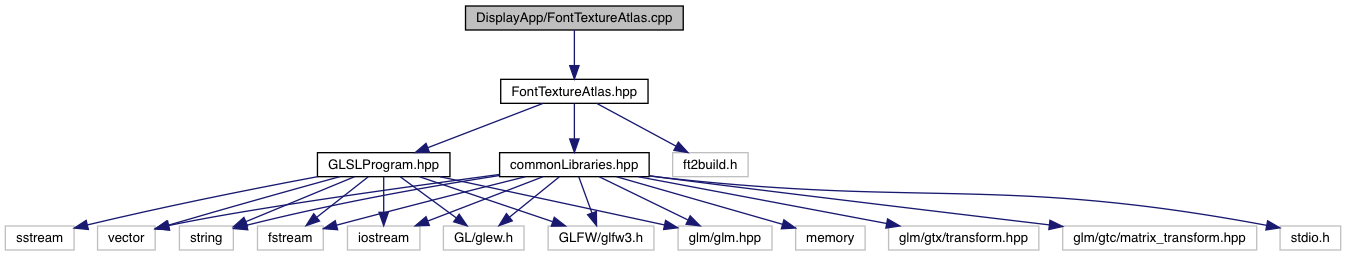 DisplayApp/FontTextureAtlas.cpp
FontTextureAtlas.hpp
GLSLProgram.hpp
commonLibraries.hpp
ft2build.h
sstream
vector
string
fstream
iostream
GL/glew.h
GLFW/glfw3.h
glm/glm.hpp
memory
glm/gtx/transform.hpp
glm/gtc/matrix_transform.hpp
stdio.h